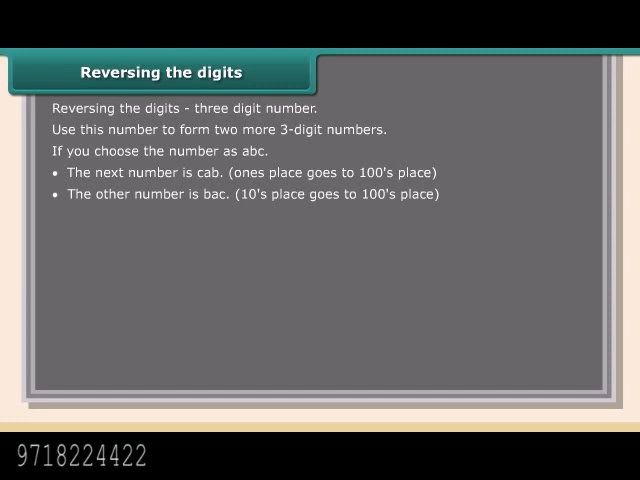 Reversing the digits
Reversing the digits - three digit number.
Use this number to form two more 3-digit numbers.
If you choose the number as abc.
• The next number is cab. (ones place goes to 100's place)
• The other number is bac. (10's place goes to 100's place)
9718224422